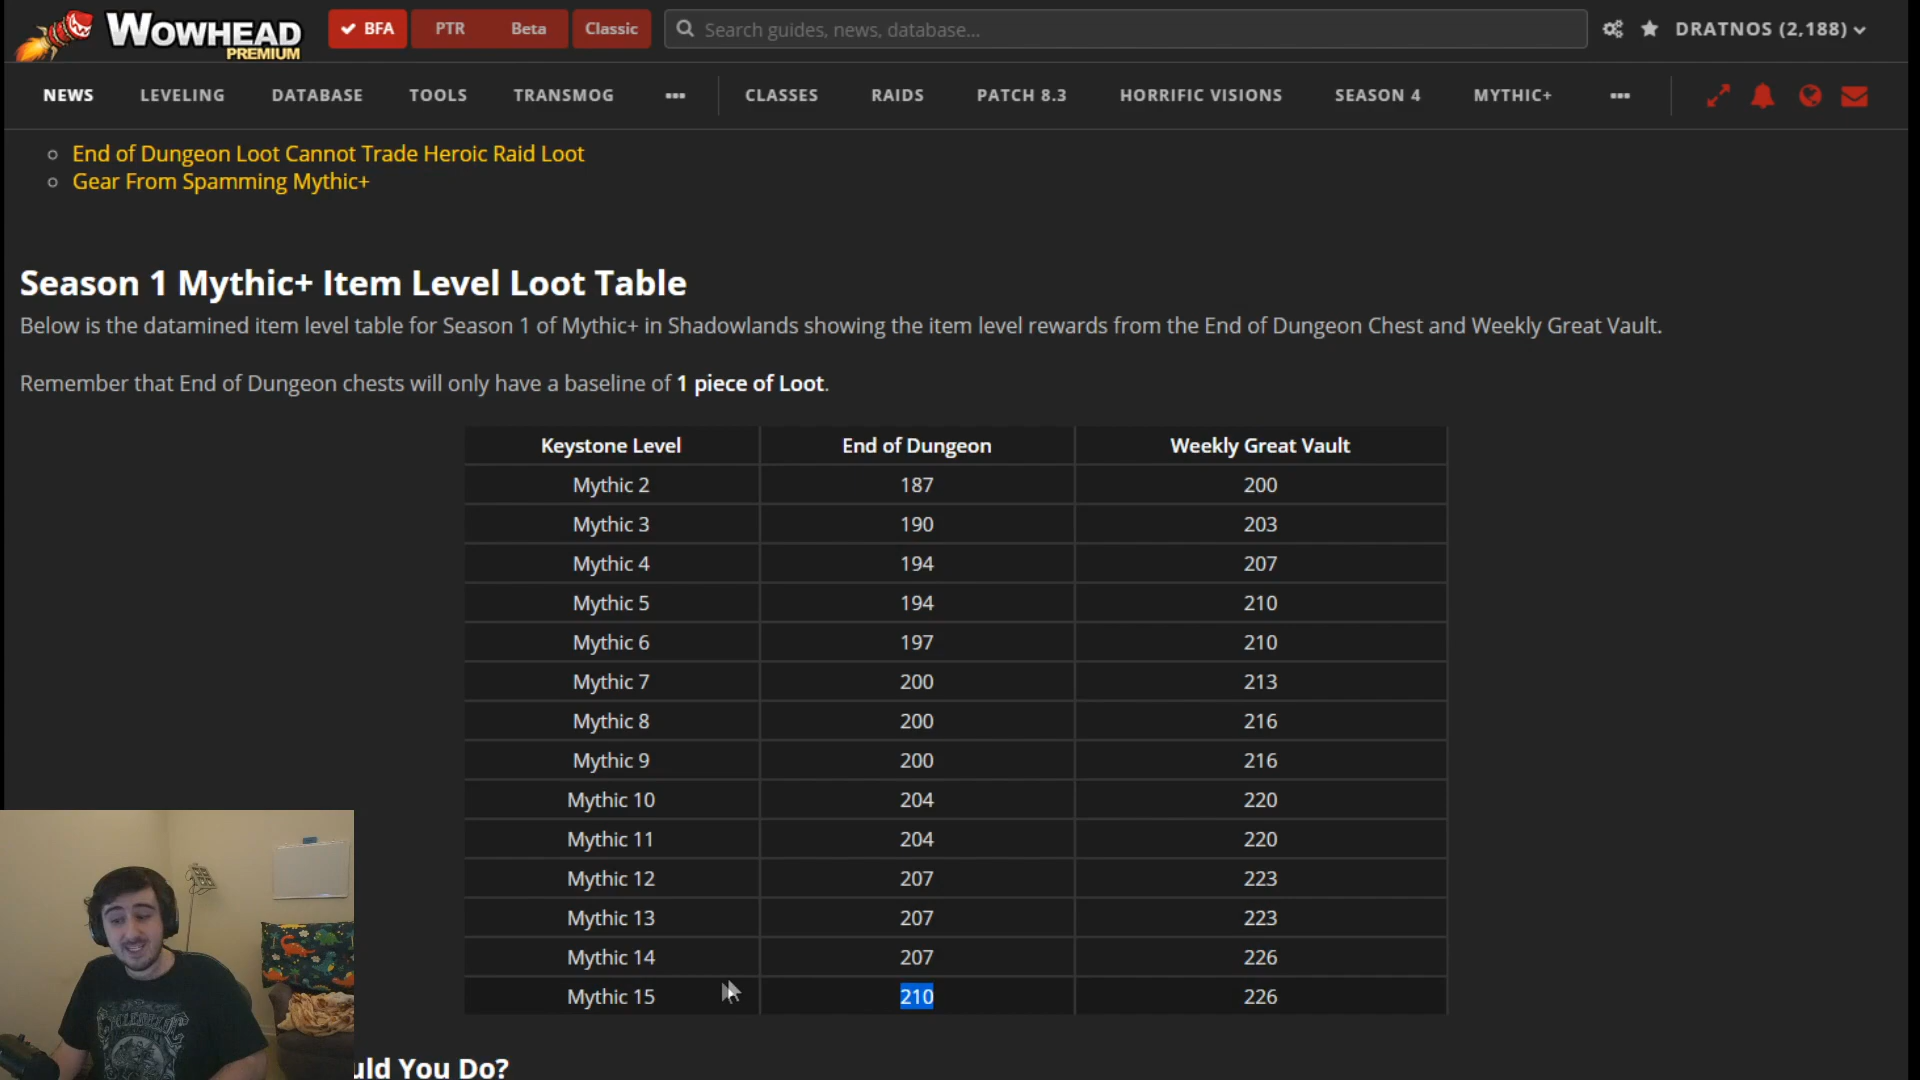 WOWHEAD
PREMIUM
BFA
PTR
Beta
Classic
Search guides, news, database...
DRATNOS (2,188)
NEWS
LEVELING
DATABASE
TOOLS
TRANSMOG
CLASSES
RAIDS
PATCH 8.3
HORRIFIC VISIONS
SEASON 4
MYTHIC+
End of Dungeon Loot Cannot Trade Heroic Raid Loot
Gear From Spamming Mythic+
Season 1 Mythic+ Item Level Loot Table
Below is the datamined item level table for Season 1 of Mythic+ in Shadowlands showing the item level rewards from the End of Dungeon Chest and Weekly Great Vault.
Remember that End of Dungeon chests will only have a baseline of 1 piece of Loot.
Keystone Level End of Dungeon Weekly Great Vault
Mythic 2 187 200
Mythic 3 190 203
Mythic 4 194 207
Mythic 5 194 210
Mythic 6 197 210
Mythic 7 200 213
Mythic 8 200 216
Mythic 9 200 216
Mythic 10 204 220
Mythic 11 204 220
Mythic 12 207 223
Mythic 13 207 223
Mythic 14 207 226
Mythic 15 210 226
uld You Do?